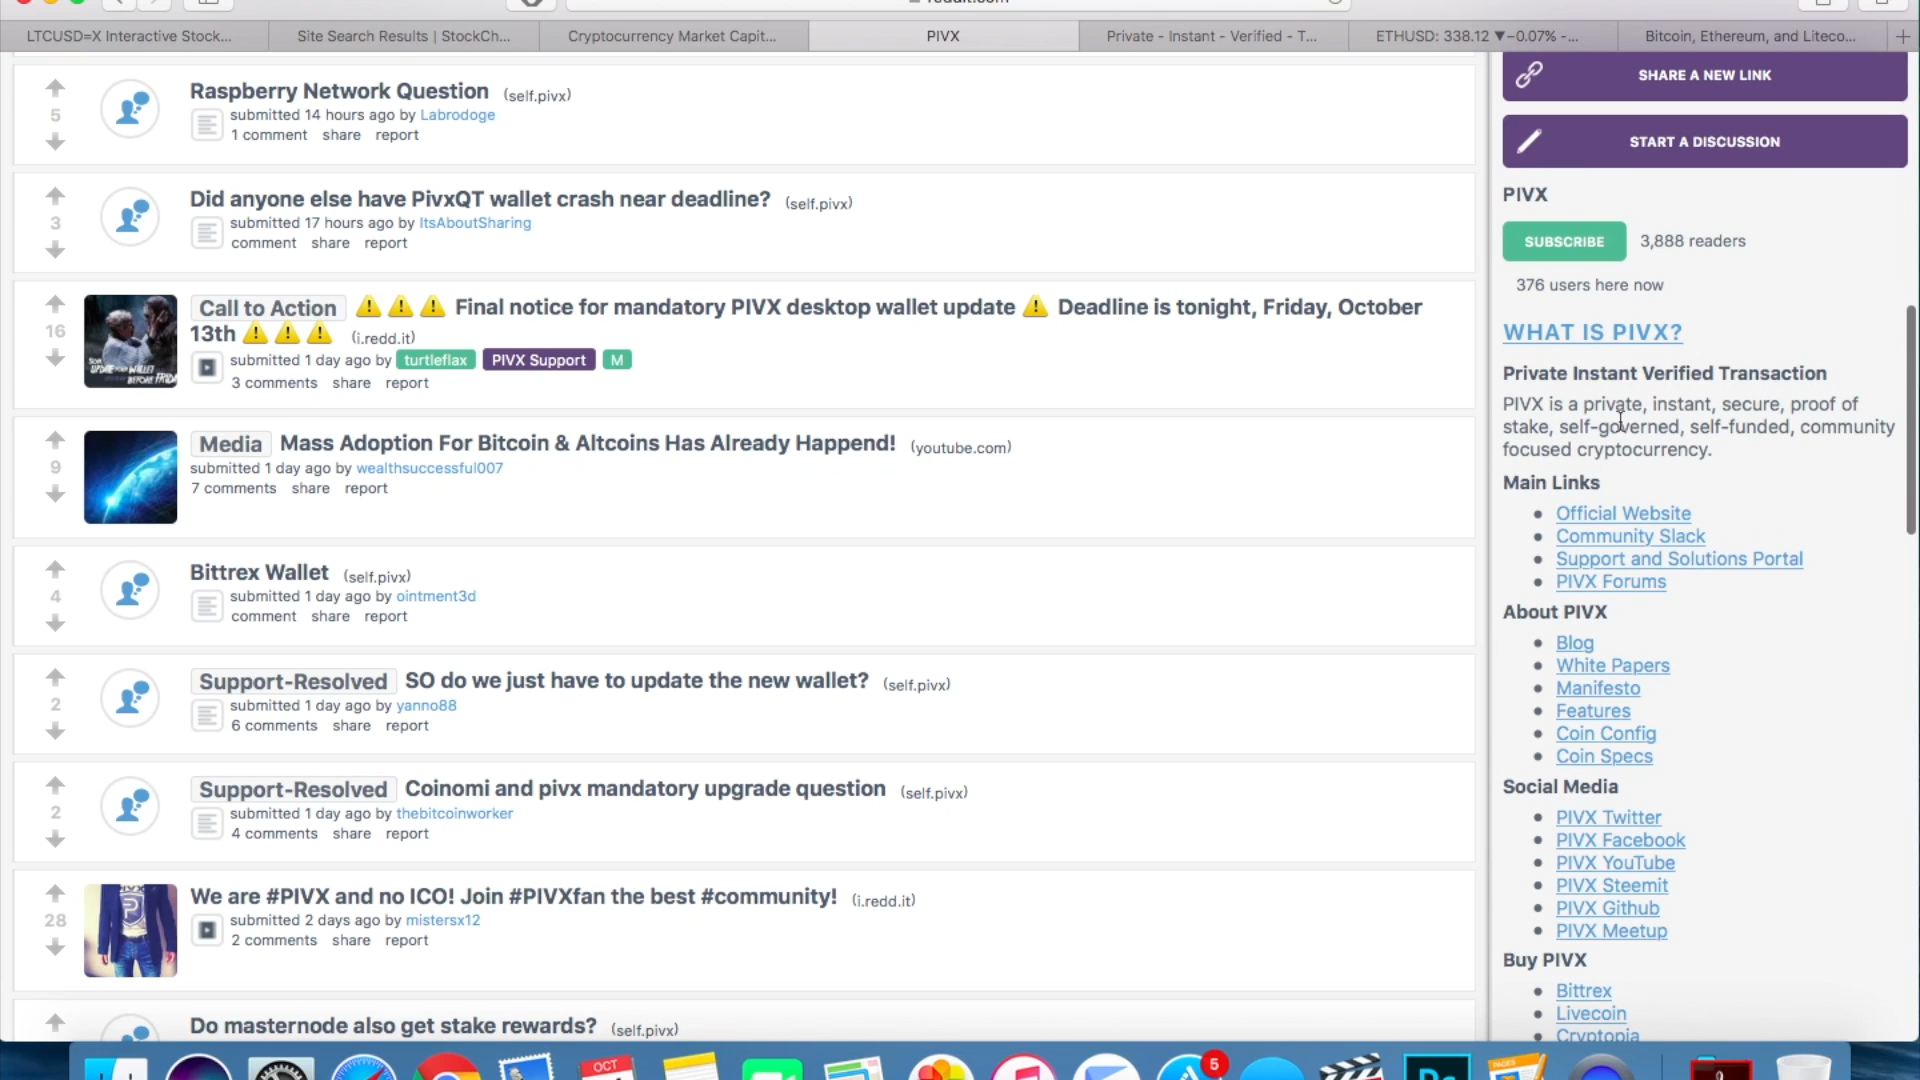 reddit.com
LTCUSD=X Interactive Stock...
Site Search Results | StockCh...
Cryptocurrency Market Capit...
PIVX
Private - Instant - Verified - T...
ETHUSD: 338.12 ▼−0.07% -...
Bitcoin, Ethereum, and Liteco...
Raspberry Network Question (self.pivx)
5
submitted 14 hours ago by Labrodoge
1 comment share report
Did anyone else have PivxQT wallet crash near deadline? (self.pivx)
3
submitted 17 hours ago by ItsAboutSharing
comment share report
Call to Action ⚠️ ⚠️ ⚠️ Final notice for mandatory PIVX desktop wallet update ⚠️ Deadline is tonight, Friday, October
13th ⚠️ ⚠️ ⚠️ (i.redd.it)
16
submitted 1 day ago by turtleflax PIVX Support M
3 comments share report
Media Mass Adoption For Bitcoin & Altcoins Has Already Happend! (youtube.com)
9
submitted 1 day ago by wealthsuccessful007
7 comments share report
Bittrex Wallet (self.pivx)
4
submitted 1 day ago by ointment3d
comment share report
Support-Resolved SO do we just have to update the new wallet? (self.pivx)
2
submitted 1 day ago by yanno88
6 comments share report
Support-Resolved Coinomi and pivx mandatory upgrade question (self.pivx)
2
submitted 1 day ago by thebitcoinworker
4 comments share report
We are #PIVX and no ICO! Join #PIVXfan the best #community! (i.redd.it)
28
submitted 2 days ago by mistersx12
2 comments share report
Do masternode also get stake rewards? (self.pivx)
SHARE A NEW LINK
START A DISCUSSION
PIVX
SUBSCRIBE 3,888 readers
376 users here now
WHAT IS PIVX?
Private Instant Verified Transaction
PIVX is a private, instant, secure, proof of
stake, self-governed, self-funded, community
focused cryptocurrency.
Main Links
Official Website
Community Slack
Support and Solutions Portal
PIVX Forums
About PIVX
Blog
White Papers
Manifesto
Features
Coin Config
Coin Specs
Social Media
PIVX Twitter
PIVX Facebook
PIVX YouTube
PIVX Steemit
PIVX Github
PIVX Meetup
Buy PIVX
Bittrex
Livecoin
Cryptopia
OCT
5
PAGES